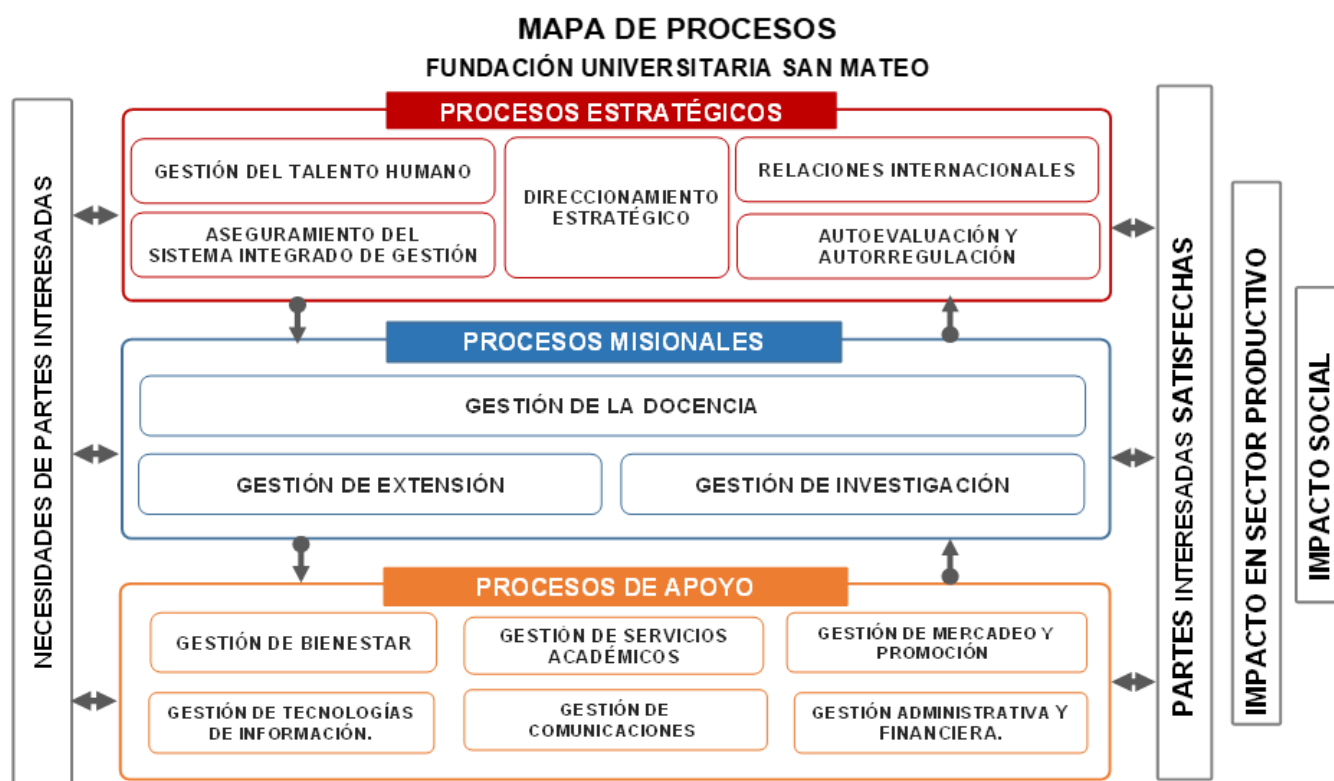 MAPA DE PROCESOS
FUNDACIÓN UNIVERSITARIA SAN MATEO
NECESIDADES DE PARTES INTERESADAS
PROCESOS ESTRATÉGICOS
GESTIÓN DEL TALENTO HUMANO
ASEGURAMIENTO DEL
SISTEMA INTEGRADO DE GESTIÓN
DIRECCIONAMIENTO
ESTRATÉGICO
RELACIONES INTERNACIONALES
AUTOEVALUACIÓN Y
AUTORREGULACIÓN
PROCESOS MISIONALES
GESTIÓN DE LA DOCENCIA
GESTIÓN DE EXTENSIÓN
GESTIÓN DE INVESTIGACIÓN
PROCESOS DE APOYO
GESTIÓN DE BIENESTAR
GESTIÓN DE SERVICIOS
ACADÉMICOS
GESTIÓN DE MERCADEO Y
PROMOCIÓN
GESTIÓN DE TECNOLOGÍAS
DE INFORMACIÓN.
GESTIÓN DE
COMUNICACIONES
GESTIÓN ADMINISTRATIVA Y
FINANCIERA.
PARTES INTERESADAS SATISFECHAS
IMPACTO EN SECTOR PRODUCTIVO
IMPACTO SOCIAL